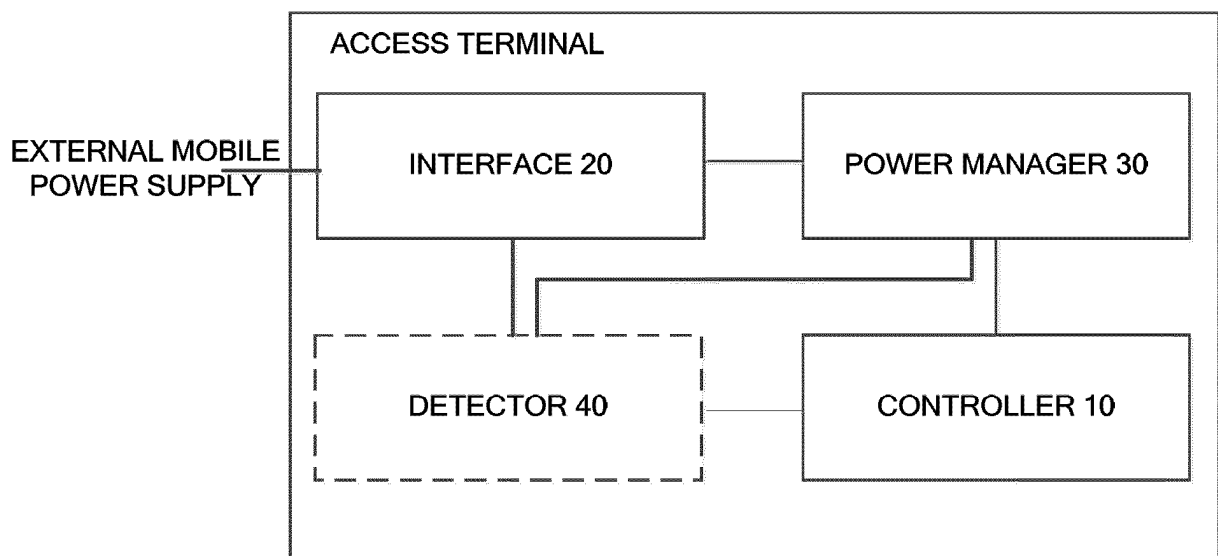 ACCESS TERMINAL
EXTERNAL MOBILE
POWER SUPPLY
INTERFACE 20
POWER MANAGER 30
DETECTOR 40
CONTROLLER 10